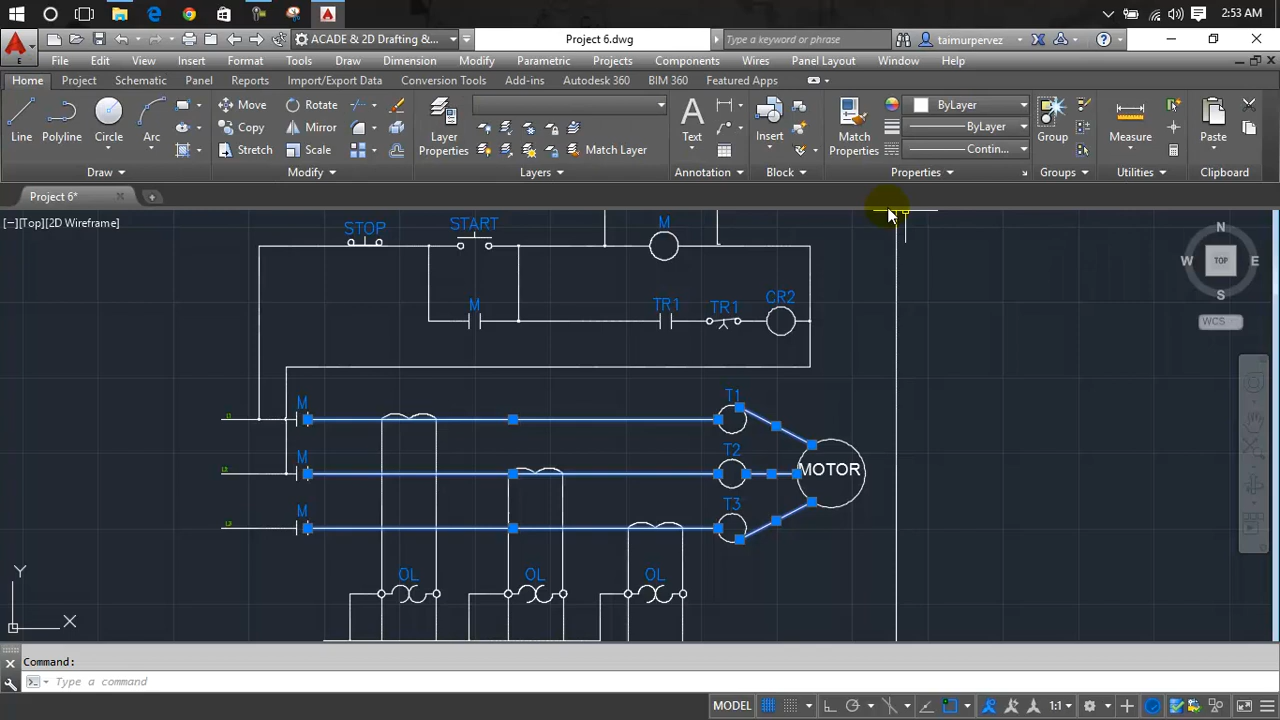 2:53 AM
ACADE & 2D Drafting &...
Project 6.dwg
Type a keyword or phrase
taimurpervez
File Edit View Insert Format Tools Draw Dimension Modify Parametric Projects Components Wires Panel Layout Window Help
Home Project Schematic Panel Reports Import/Export Data Conversion Tools Add-ins Autodesk 360 BIM 360 Featured Apps
Move Rotate ByLayer
Line Polyline Circle Arc Copy Mirror Layer Properties Text Insert Match Properties ByLayer Group Measure Paste
Stretch Scale Match Layer Contin...
Draw Modify Layers Annotation Block Properties Groups Utilities Clipboard
Project 6*
[−][Top][2D Wireframe]
STOP START M
N
W TOP E
S
M TR1 TR1 CR2
WCS
M T1
M T2
MOTOR
M T3
OL OL OL
Y
X
Command:
Type a command
MODEL 1:1